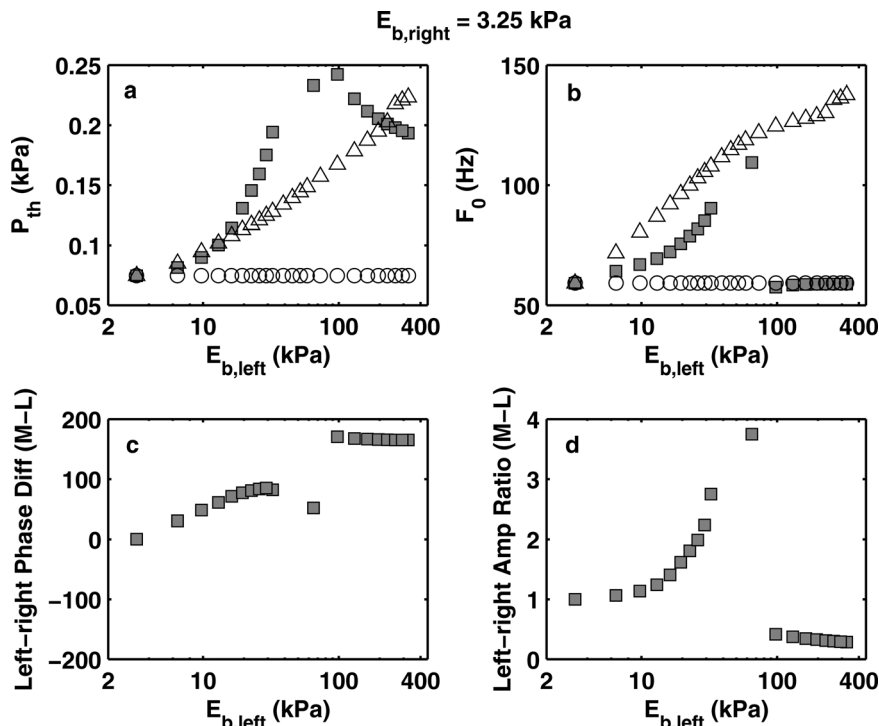 E_b,right = 3.25 kPa
a
0.25
0.2
0.15
0.1
0.05
P_th (kPa)
2 10 100 400
E_b,left (kPa)
b
150
100
50
F_0 (Hz)
2 10 100 400
E_b,left (kPa)
c
200
100
0
−100
−200
Left−right Phase Diff (M−L)
2 10 100 400
E_b,left (kPa)
d
4
3
2
1
0
Left−right Amp Ratio (M−L)
2 10 100 400
E_b,left (kPa)